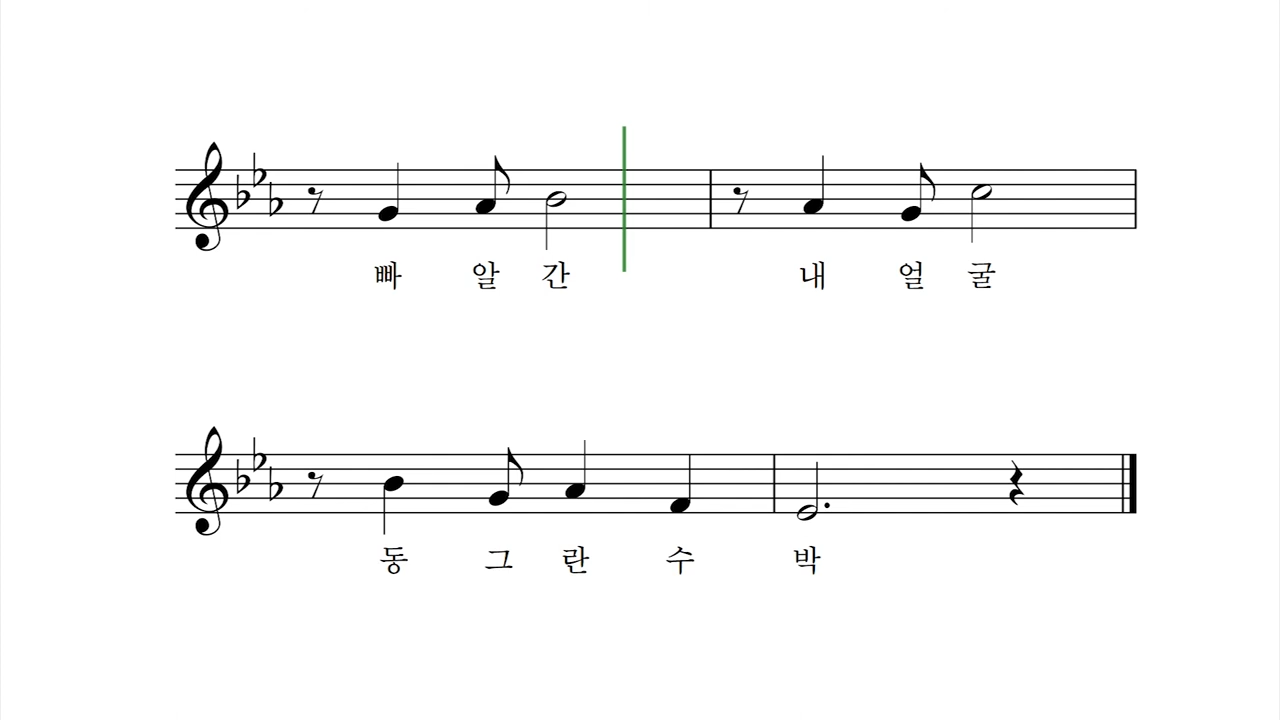 빠 알 간 내 얼 굴
동 그 란 수 박